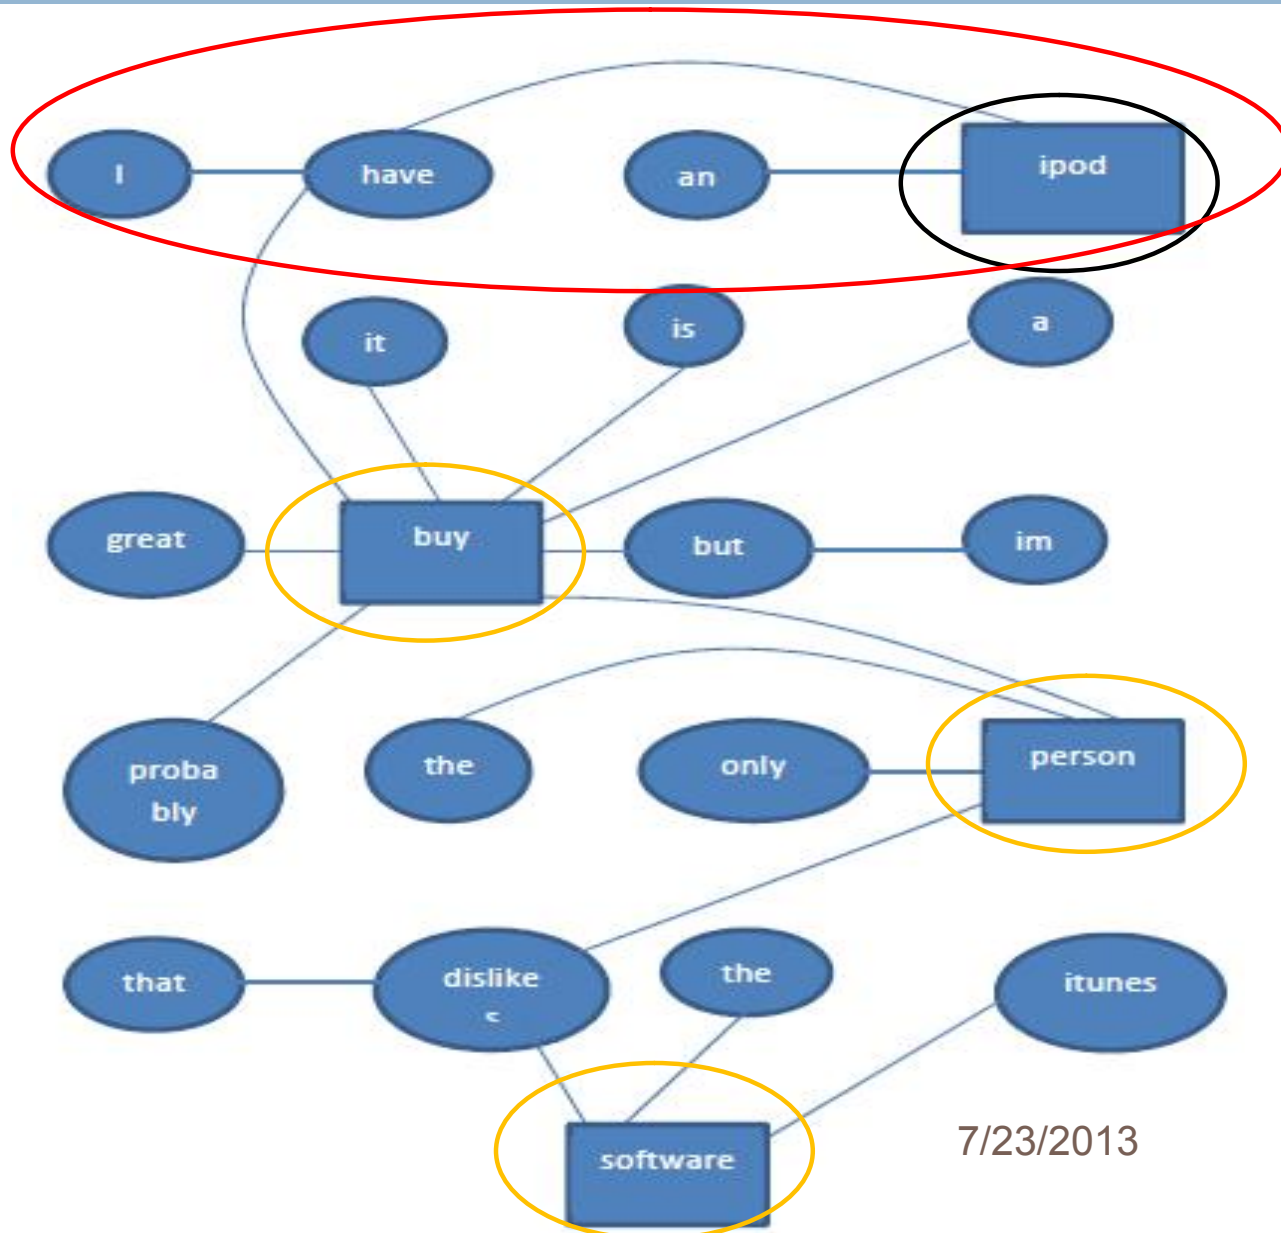 I have an ipod
it is a
great buy but im
proba
bly
the only person
that
dislike
s
the itunes
software
7/23/2013